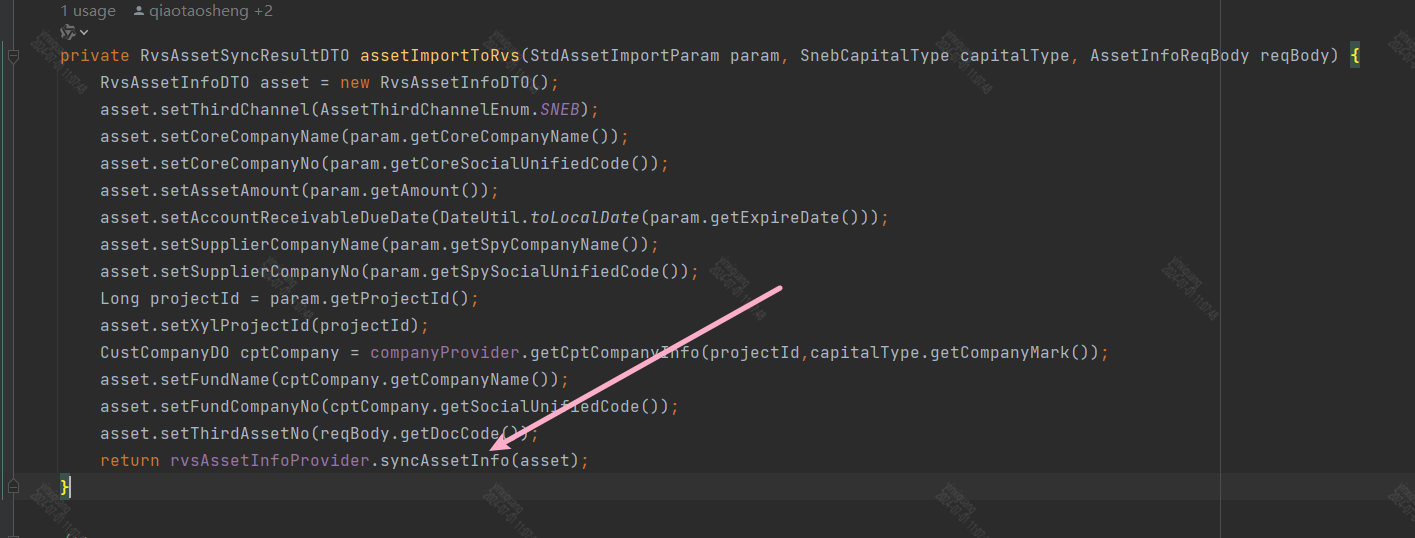 1 usage qiaotaosheng +2
private RvsAssetSyncResultDTO assetImportToRvs(StdAssetImportParam param, SnebCapitalType capitalType, AssetInfoReqBody reqBody) {
RvsAssetInfoDTO asset = new RvsAssetInfoDTO();
asset.setThirdChannel(AssetThirdChannelEnum.SNEB);
asset.setCoreCompanyName(param.getCoreCompanyName());
asset.setCoreCompanyNo(param.getCoreSocialUnifiedCode());
asset.setAssetAmount(param.getAmount());
asset.setAccountReceivableDueDate(DateUtil.toLocalDate(param.getExpireDate()));
asset.setSupplierCompanyName(param.getSpyCompanyName());
asset.setSupplierCompanyNo(param.getSpySocialUnifiedCode());
Long projectId = param.getProjectId();
asset.setXylProjectId(projectId);
CustCompanyDO cptCompany = companyProvider.getCptCompanyInfo(projectId,capitalType.getCompanyMark());
asset.setFundName(cptCompany.getCompanyName());
asset.setFundCompanyNo(cptCompany.getSocialUnifiedCode());
asset.setThirdAssetNo(reqBody.getDocCode());
return rvsAssetInfoProvider.syncAssetInfo(asset);
}